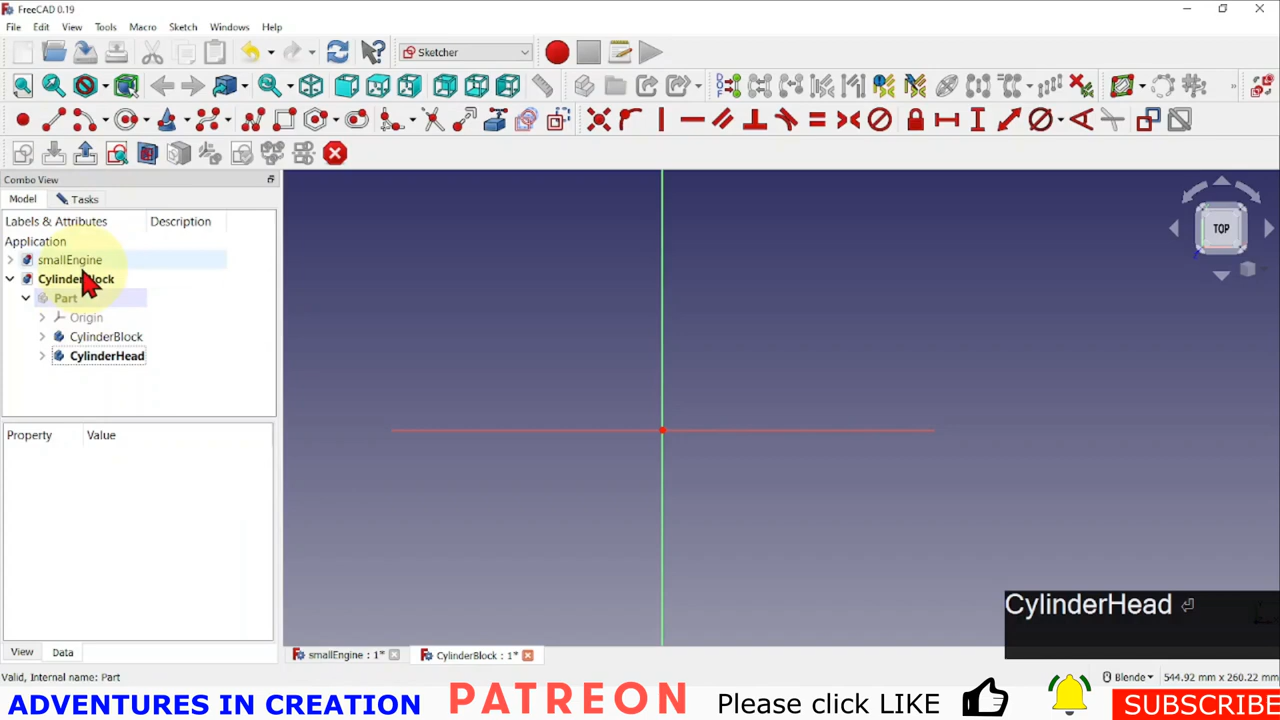 FreeCAD 0.19
File Edit View Tools Macro Sketch Windows Help
Sketcher
Combo View
Model Tasks
Labels & Attributes Description
Application
smallEngine
CylinderBlock
Part
Origin
CylinderBlock
CylinderHead
TOP
Property Value
CylinderHead
View Data
smallEngine : 1* CylinderBlock : 1*
Valid, Internal name: Part
Blende 544.92 mm x 260.22 mm
ADVENTURES IN CREATION PATREON Please click LIKE SUBSCRIBE